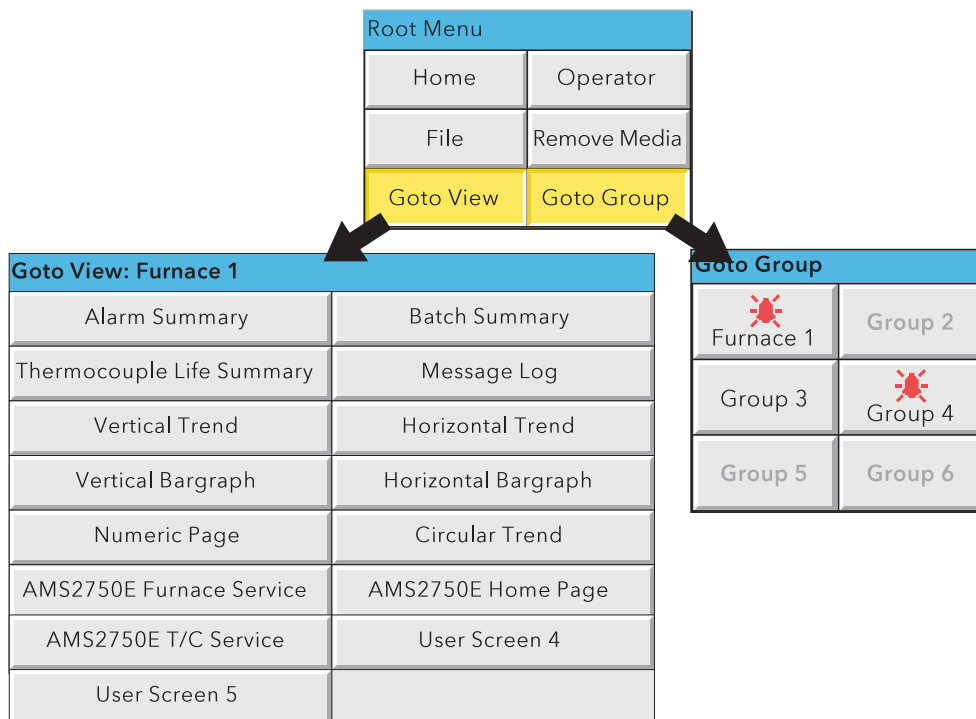 Root Menu
Home
Operator
File
Remove Media
Goto View
Goto Group
Goto View: Furnace 1
Alarm Summary
Batch Summary
Thermocouple Life Summary
Message Log
Vertical Trend
Horizontal Trend
Vertical Bargraph
Horizontal Bargraph
Numeric Page
Circular Trend
AMS2750E Furnace Service
AMS2750E Home Page
AMS2750E T/C Service
User Screen 4
User Screen 5
Goto Group
Furnace 1
Group 2
Group 3
Group 4
Group 5
Group 6